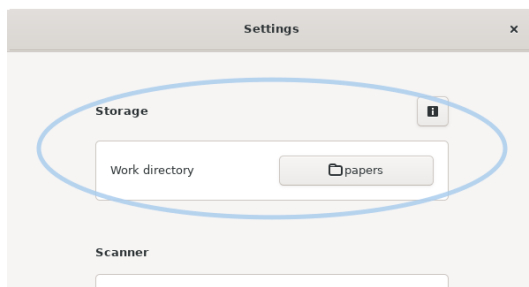 Settings
Storage
Work directory papers
Scanner